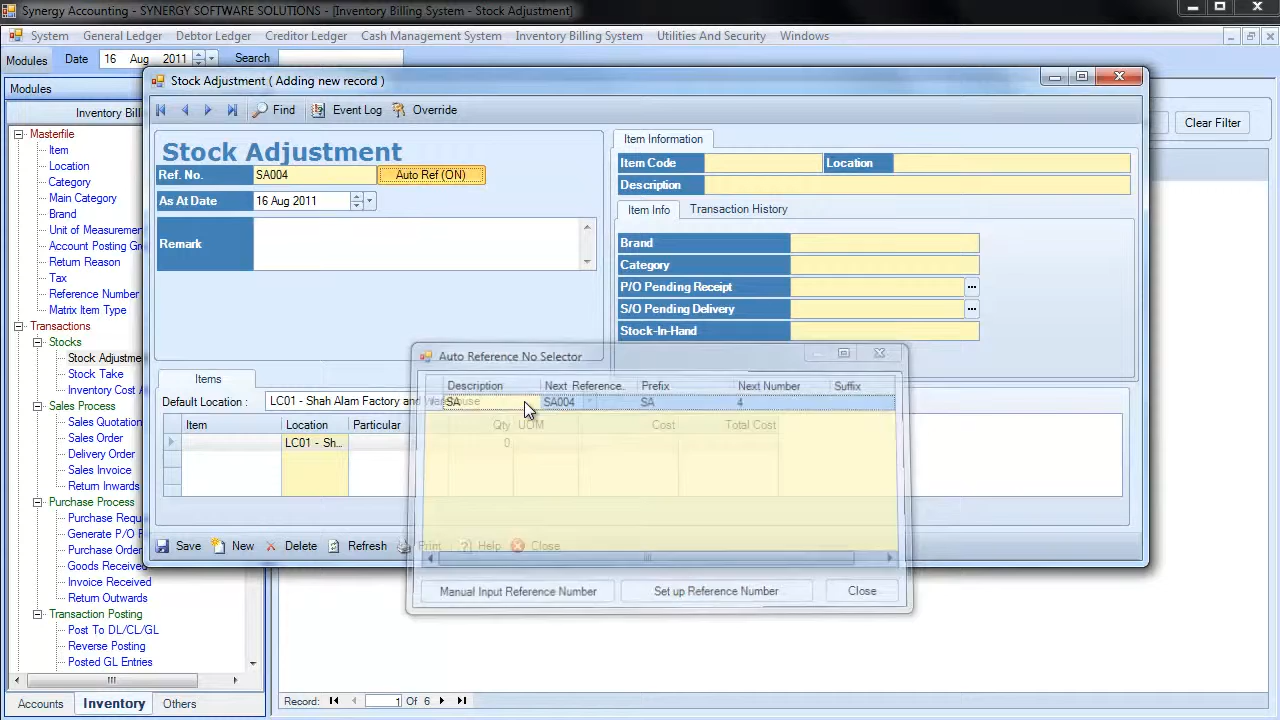 Synergy Accounting - SYNERGY SOFTWARE SOLUTIONS - [Inventory Billing System - Stock Adjustment]
System General Ledger Debtor Ledger Creditor Ledger Cash Management System Inventory Billing System Utilities And Security Windows
Modules Date 16 Aug 2011 Search
Modules
Inventory Bill
Masterfile
Item
Location
Category
Main Category
Brand
Unit of Measuremen
Account Posting Gr
Return Reason
Tax
Reference Number
Matrix Item Type
Transactions
Stocks
Stock Adjustme
Stock Take
Inventory Cost A
Sales Process
Sales Quotation
Sales Order
Delivery Order
Sales Invoice
Return Inwards
Purchase Process
Purchase Requ
Generate P/O F
Purchase Order
Goods Received
Invoice Received
Return Outwards
Transaction Posting
Post To DL/CL/GL
Reverse Posting
Posted GL Entries
Accounts Inventory Others
Clear Filter
Stock Adjustment ( Adding new record )
Find Event Log Override
Stock Adjustment
Ref. No. SA004 Auto Ref (ON)
As At Date 16 Aug 2011
Remark
Item Information
Item Code Location
Description
Item Info Transaction History
Brand
Category
P/O Pending Receipt ...
S/O Pending Delivery ...
Stock-In-Hand
Items
Default Location : LC01 - Shah Alam Factory and Warehouse
Item Location Particular Qty UOM Cost Total Cost
LC01 - Sh... 0
Save New Delete Refresh Print Help Close
Auto Reference No Selector
Description Next Reference.. Prefix Next Number Suffix
SA SA004 SA 4
Manual Input Reference Number Set up Reference Number Close
Record: 1 Of 6